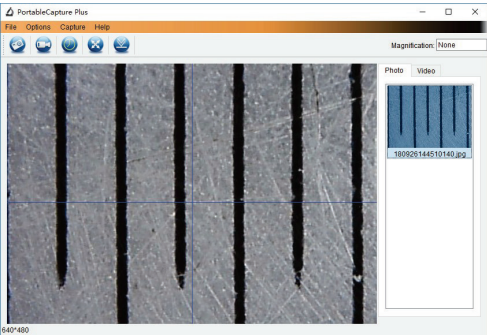 PortableCapture Plus
File Options Capture Help
Magnification: None
Photo Video
180926144510140.jpg
640*480